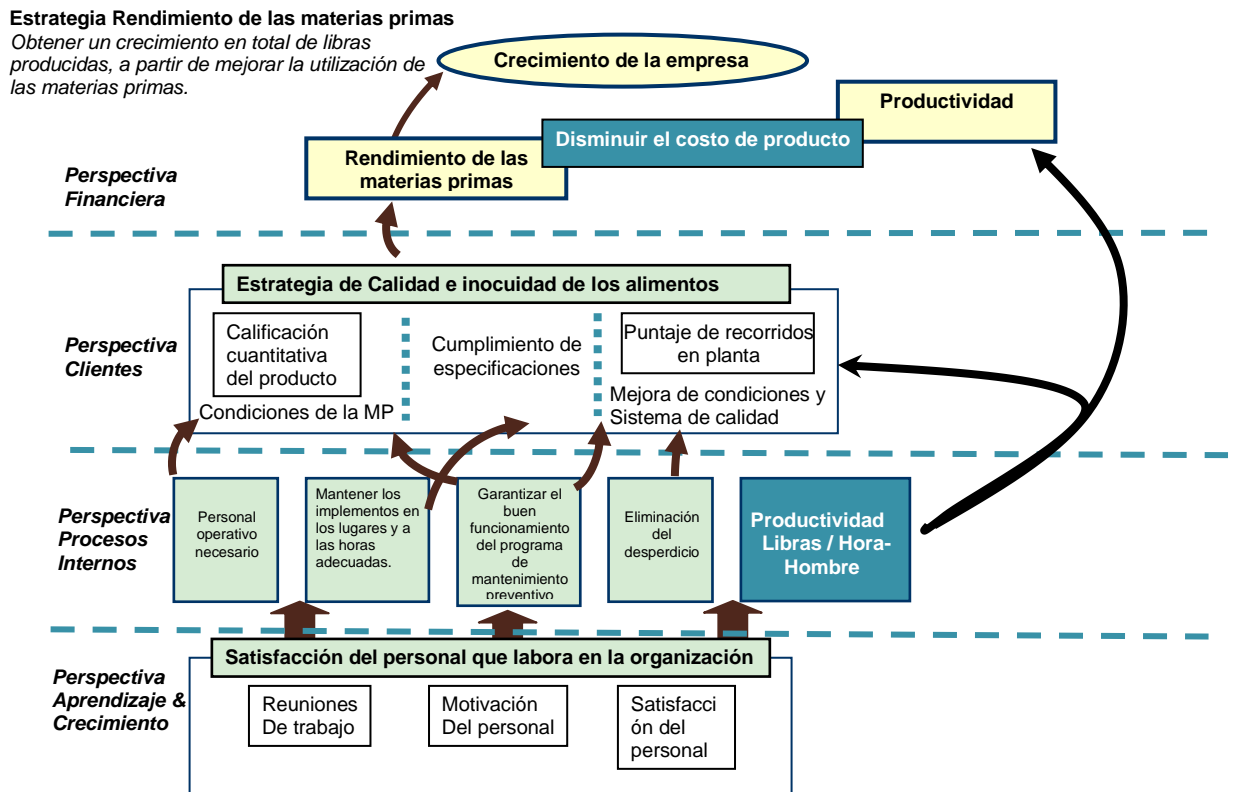 Estrategia Rendimiento de las materias primas
Obtener un crecimiento en total de libras
producidas, a partir de mejorar la utilización de
las materias primas.
Crecimiento de la empresa
Productividad
Disminuir el costo de producto
Rendimiento de las
materias primas
Perspectiva
Financiera
Estrategia de Calidad e inocuidad de los alimentos
Perspectiva
Clientes
Calificación
cuantitativa
del producto
Condiciones de la MP
Cumplimiento de
especificaciones
Puntaje de recorridos
en planta
Mejora de condiciones y
Sistema de calidad
Perspectiva
Procesos
Internos
Personal
operativo
necesario
Mantener los
implementos en
los lugares y a
las horas
adecuadas.
Garantizar el
buen
funcionamiento
del programa
de
mantenimiento
preventivo
Eliminación
del
desperdicio
Productividad
Libras / Hora-
Hombre
Satisfacción del personal que labora en la organización
Perspectiva
Aprendizaje &
Crecimiento
Reuniones
De trabajo
Motivación
Del personal
Satisfacci
ón del
personal